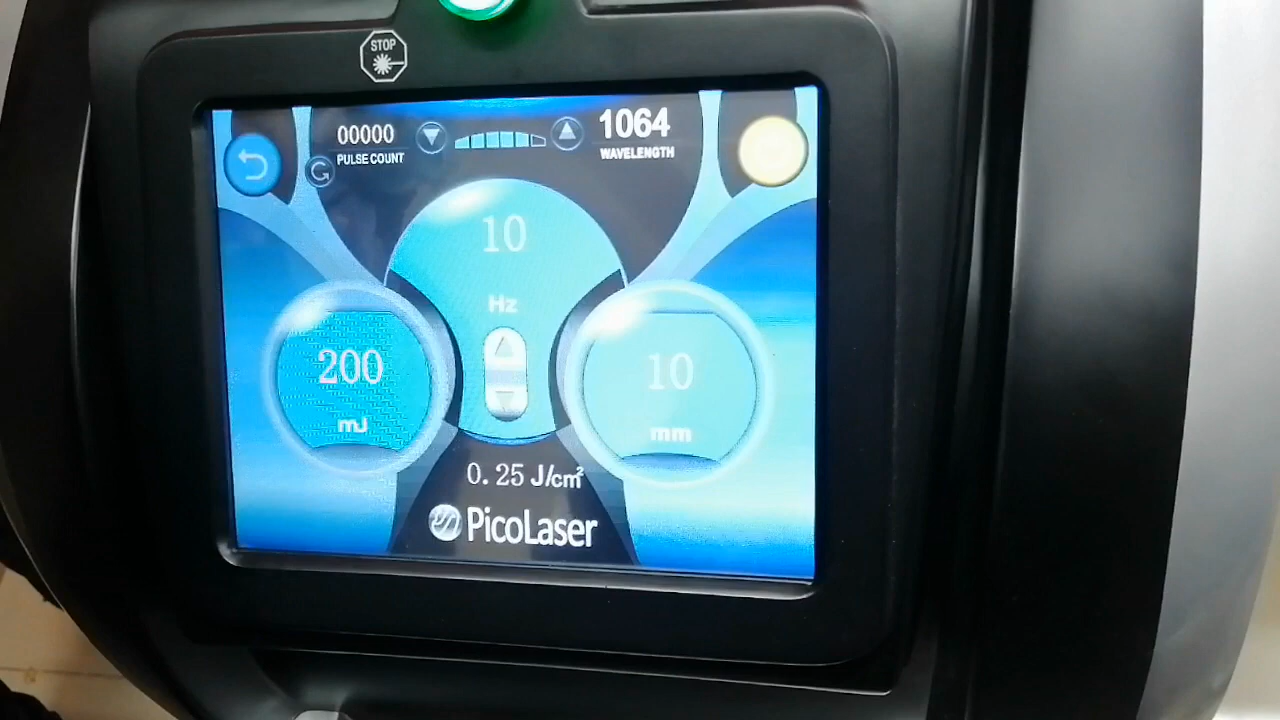 STOP
00000
PULSE COUNT
1064
WAVELENGTH
10
Hz
200
mJ
10
mm
0.25 J/cm²
PicoLaser